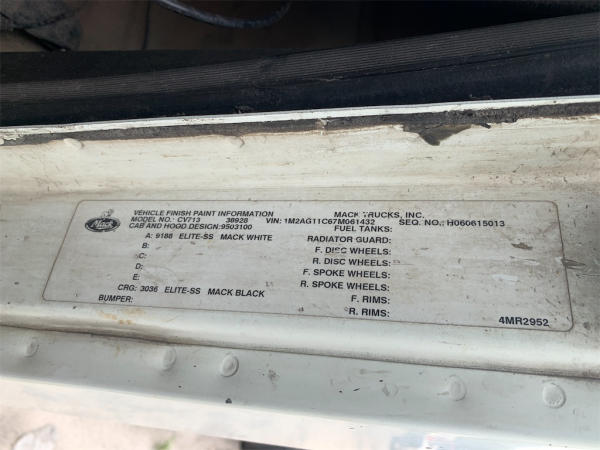 Mack
VEHICLE FINISH PAINT INFORMATION MACK TRUCKS, INC.
MODEL NO.: CV713 38928 VIN: 1M2AG11C67M061432 SEQ. NO.: H060615013
CAB AND HOOD DESIGN: 9503100 FUEL TANKS:
A: 9188 ELITE-SS MACK WHITE RADIATOR GUARD:
B: F. DISC WHEELS:
C: R. DISC WHEELS:
D: F. SPOKE WHEELS:
E: R. SPOKE WHEELS:
CRG: 3036 ELITE-SS MACK BLACK F. RIMS:
BUMPER: R. RIMS:
4MR2952